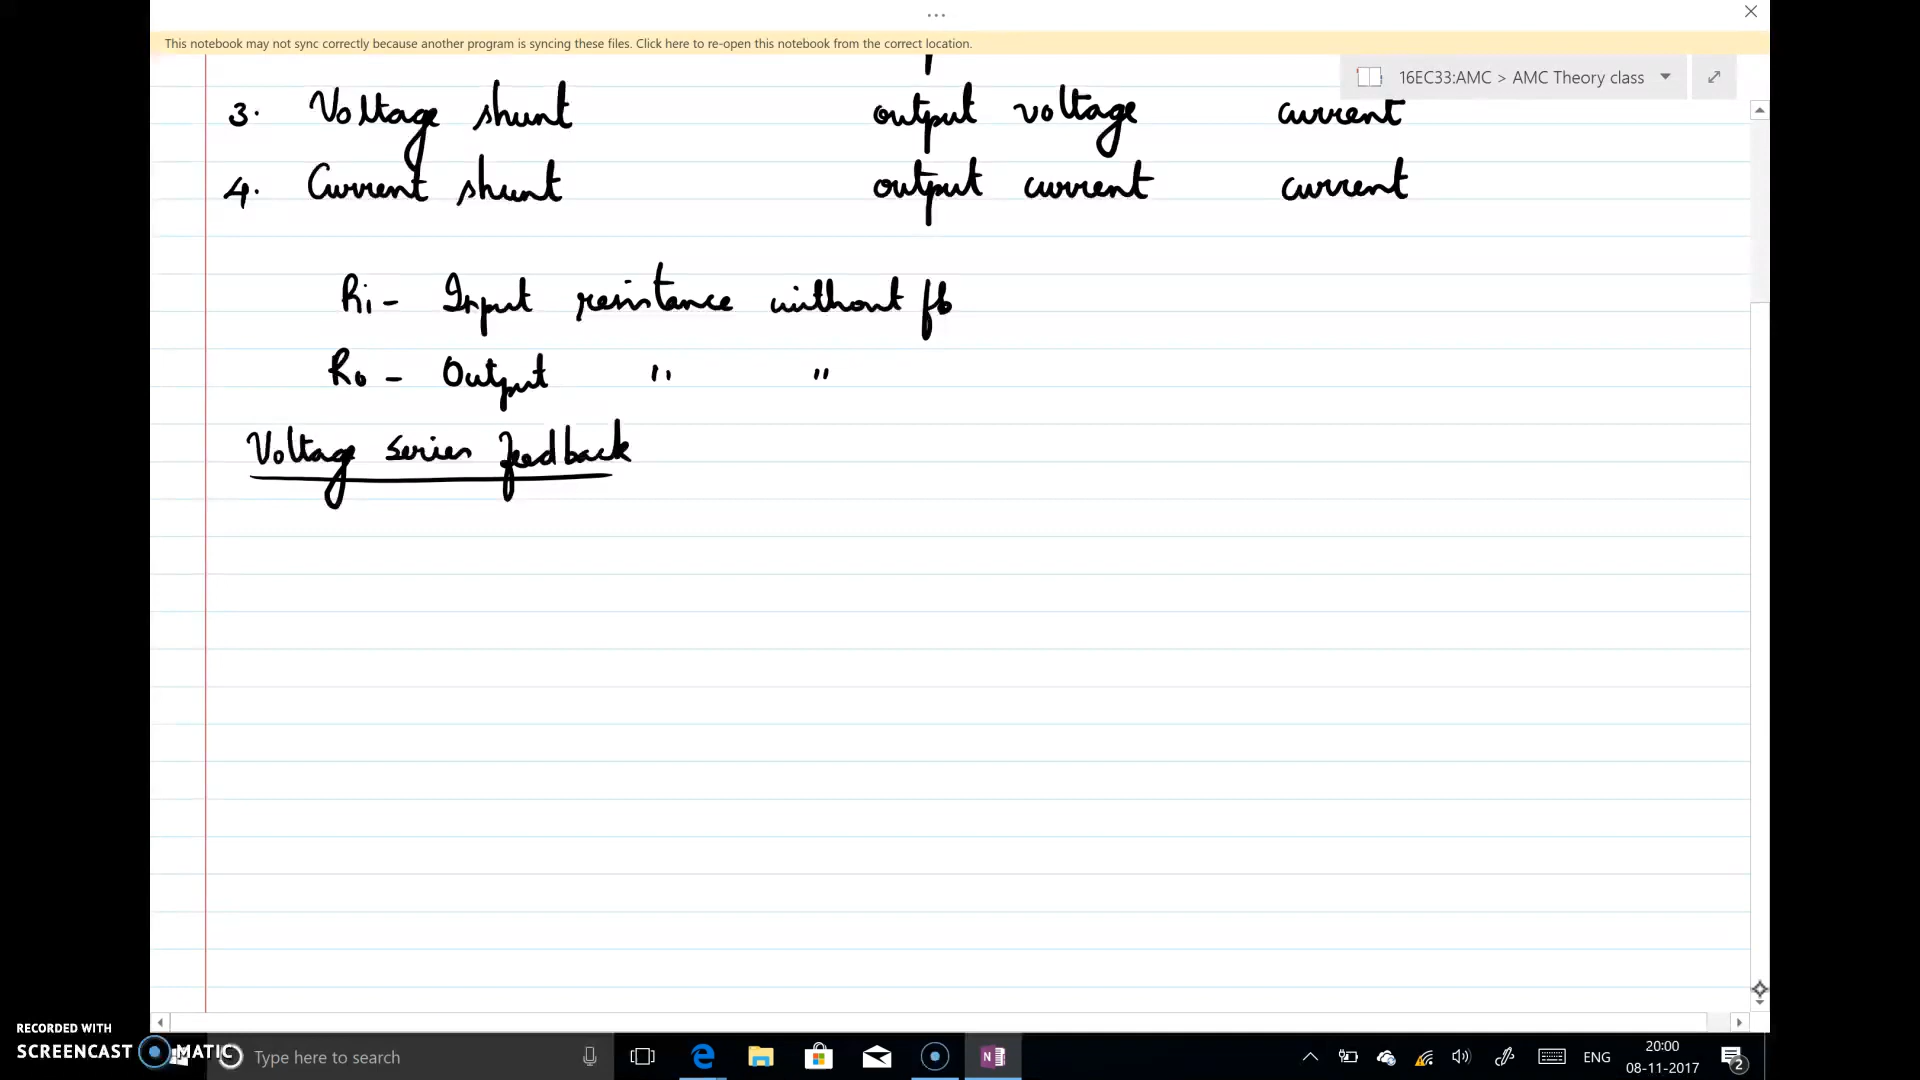 This notebook may not sync correctly because another program is syncing these files. Click here to re-open this notebook from the correct location.
16EC33:AMC > AMC Theory class
3. Voltage shunt output voltage current
4. Current shunt output current current
Ri - Input resistance without fb
Ro - Output " "
Voltage series feedback
RECORDED WITH
SCREENCAST MATIC
Type here to search
N
ENG
20:00
08-11-2017
2